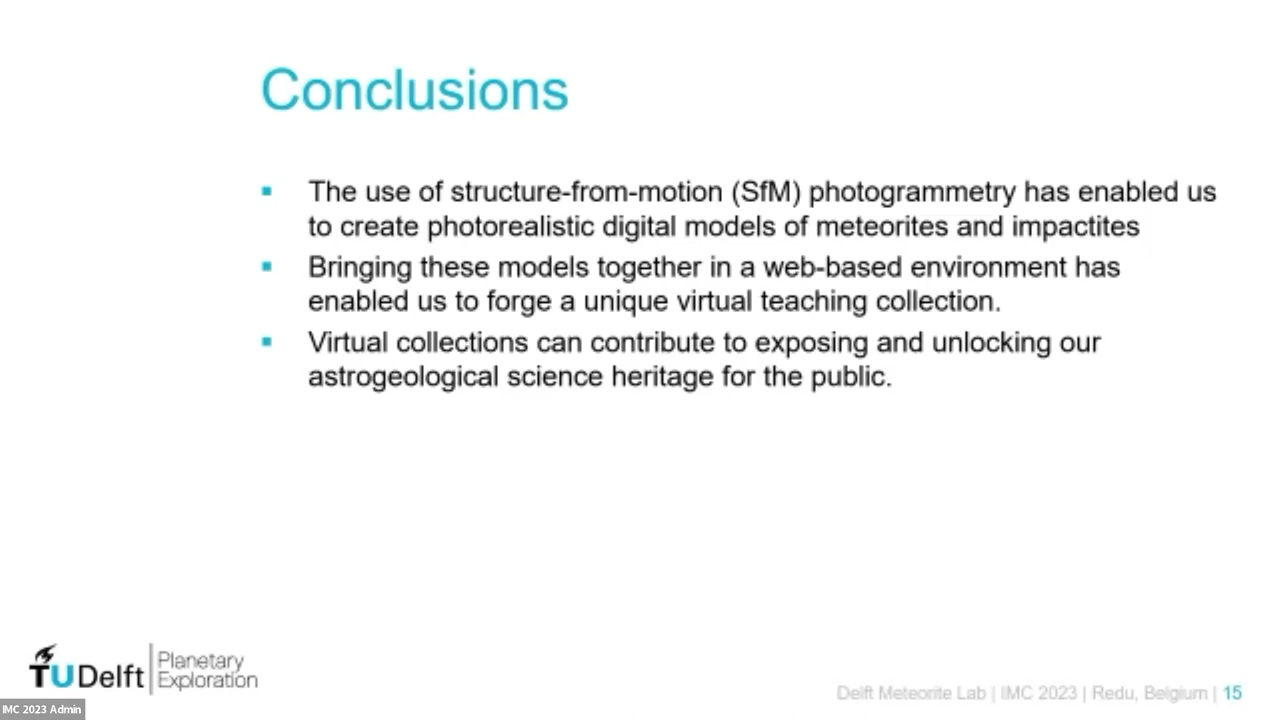 Conclusions
▪ The use of structure-from-motion (SfM) photogrammetry has enabled us
to create photorealistic digital models of meteorites and impactites
▪ Bringing these models together in a web-based environment has
enabled us to forge a unique virtual teaching collection.
▪ Virtual collections can contribute to exposing and unlocking our
astrogeological science heritage for the public.
TUDelft
Planetary
Exploration
Delft Meteorite Lab | IMC 2023 | Redu, Belgium | 15
IMC 2023 Admin